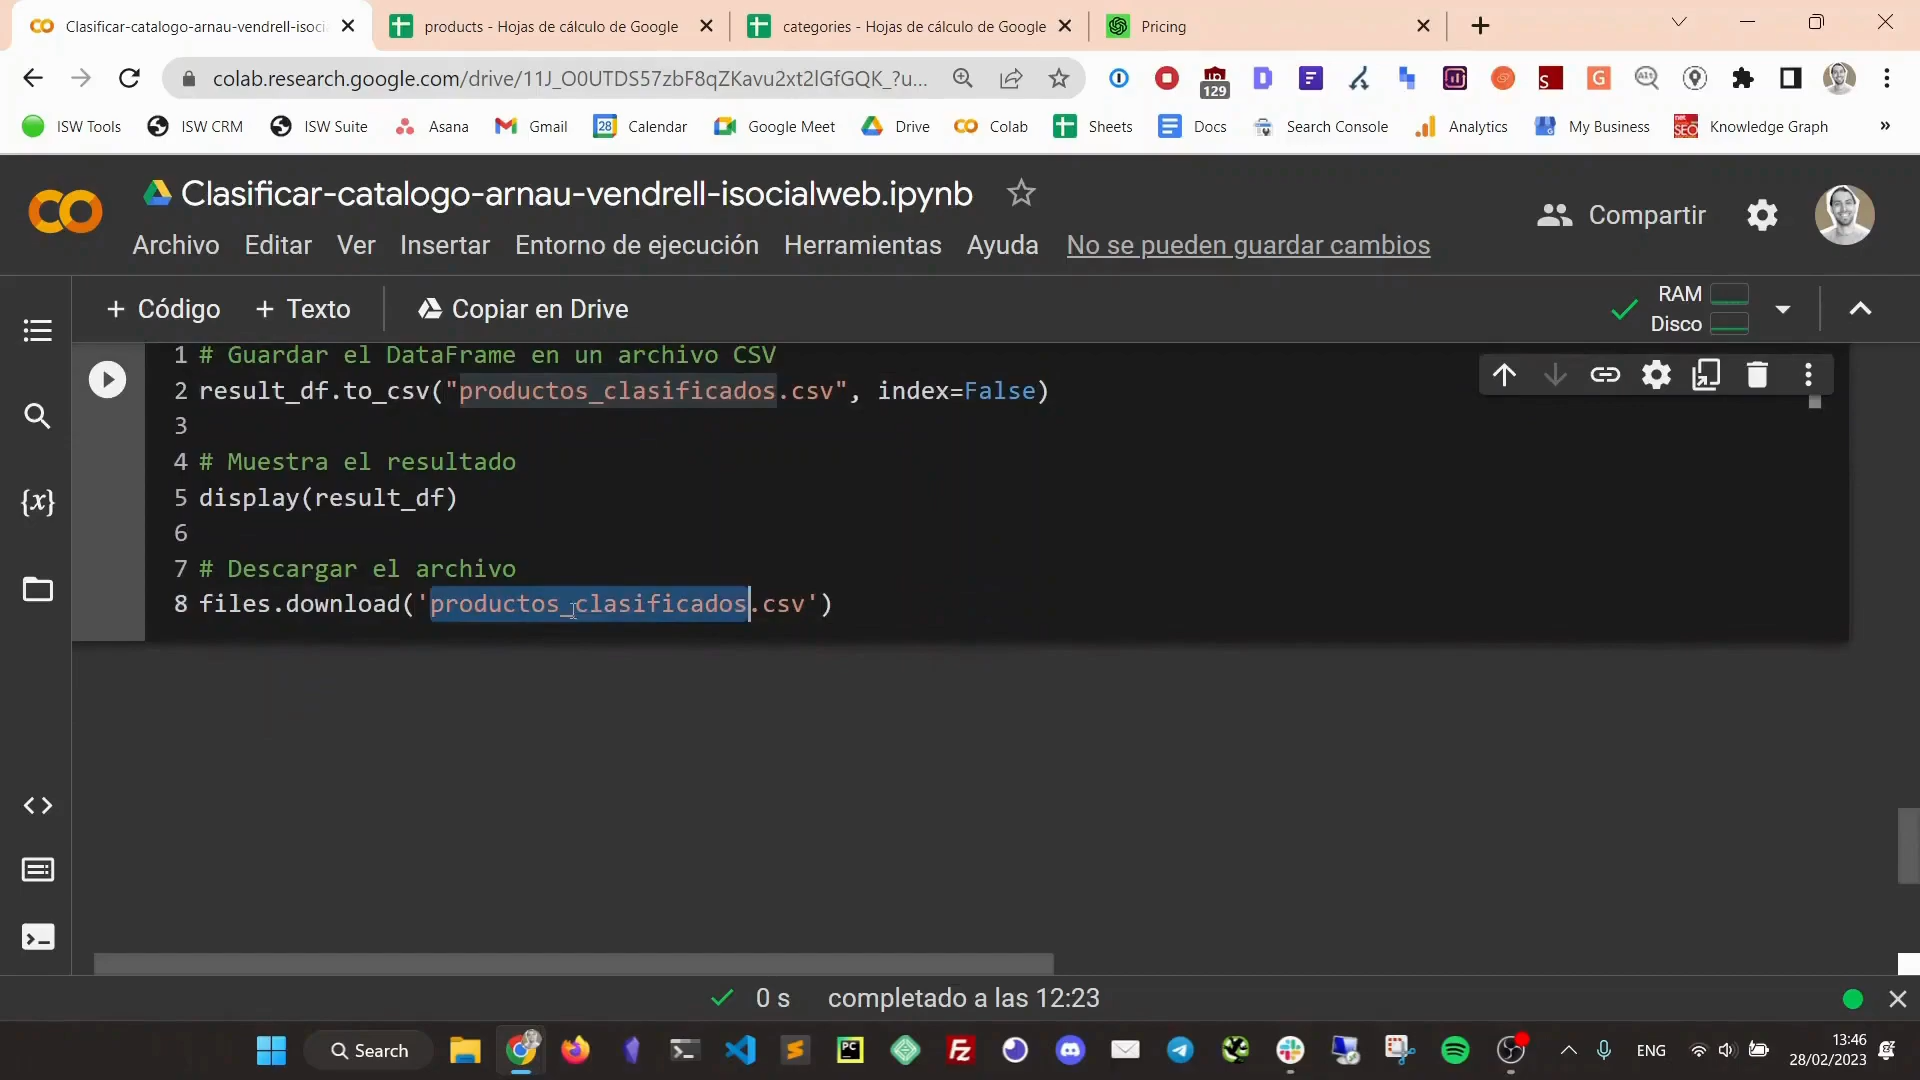 Clasificar-catalogo-arnau-vendrell-isoci
products - Hojas de cálculo de Google
categories - Hojas de cálculo de Google
Pricing
colab.research.google.com/drive/11J_O0UTDS57zbF8qZKavu2xt2lGfGQK_?u...
129
ISW Tools
ISW CRM
ISW Suite
Asana
Gmail
Calendar
Google Meet
Drive
Colab
Sheets
Docs
Search Console
Analytics
My Business
Knowledge Graph
»
Clasificar-catalogo-arnau-vendrell-isocialweb.ipynb
Compartir
Archivo Editar Ver Insertar Entorno de ejecución Herramientas Ayuda No se pueden guardar cambios
+ Código + Texto Copiar en Drive
RAM
Disco
1 # Guardar el DataFrame en un archivo CSV
2 result_df.to_csv("productos_clasificados.csv", index=False)
3
4 # Muestra el resultado
5 display(result_df)
6
7 # Descargar el archivo
8 files.download('productos_clasificados.csv')
{x}
0 s completado a las 12:23
Search
ENG
13:46
28/02/2023